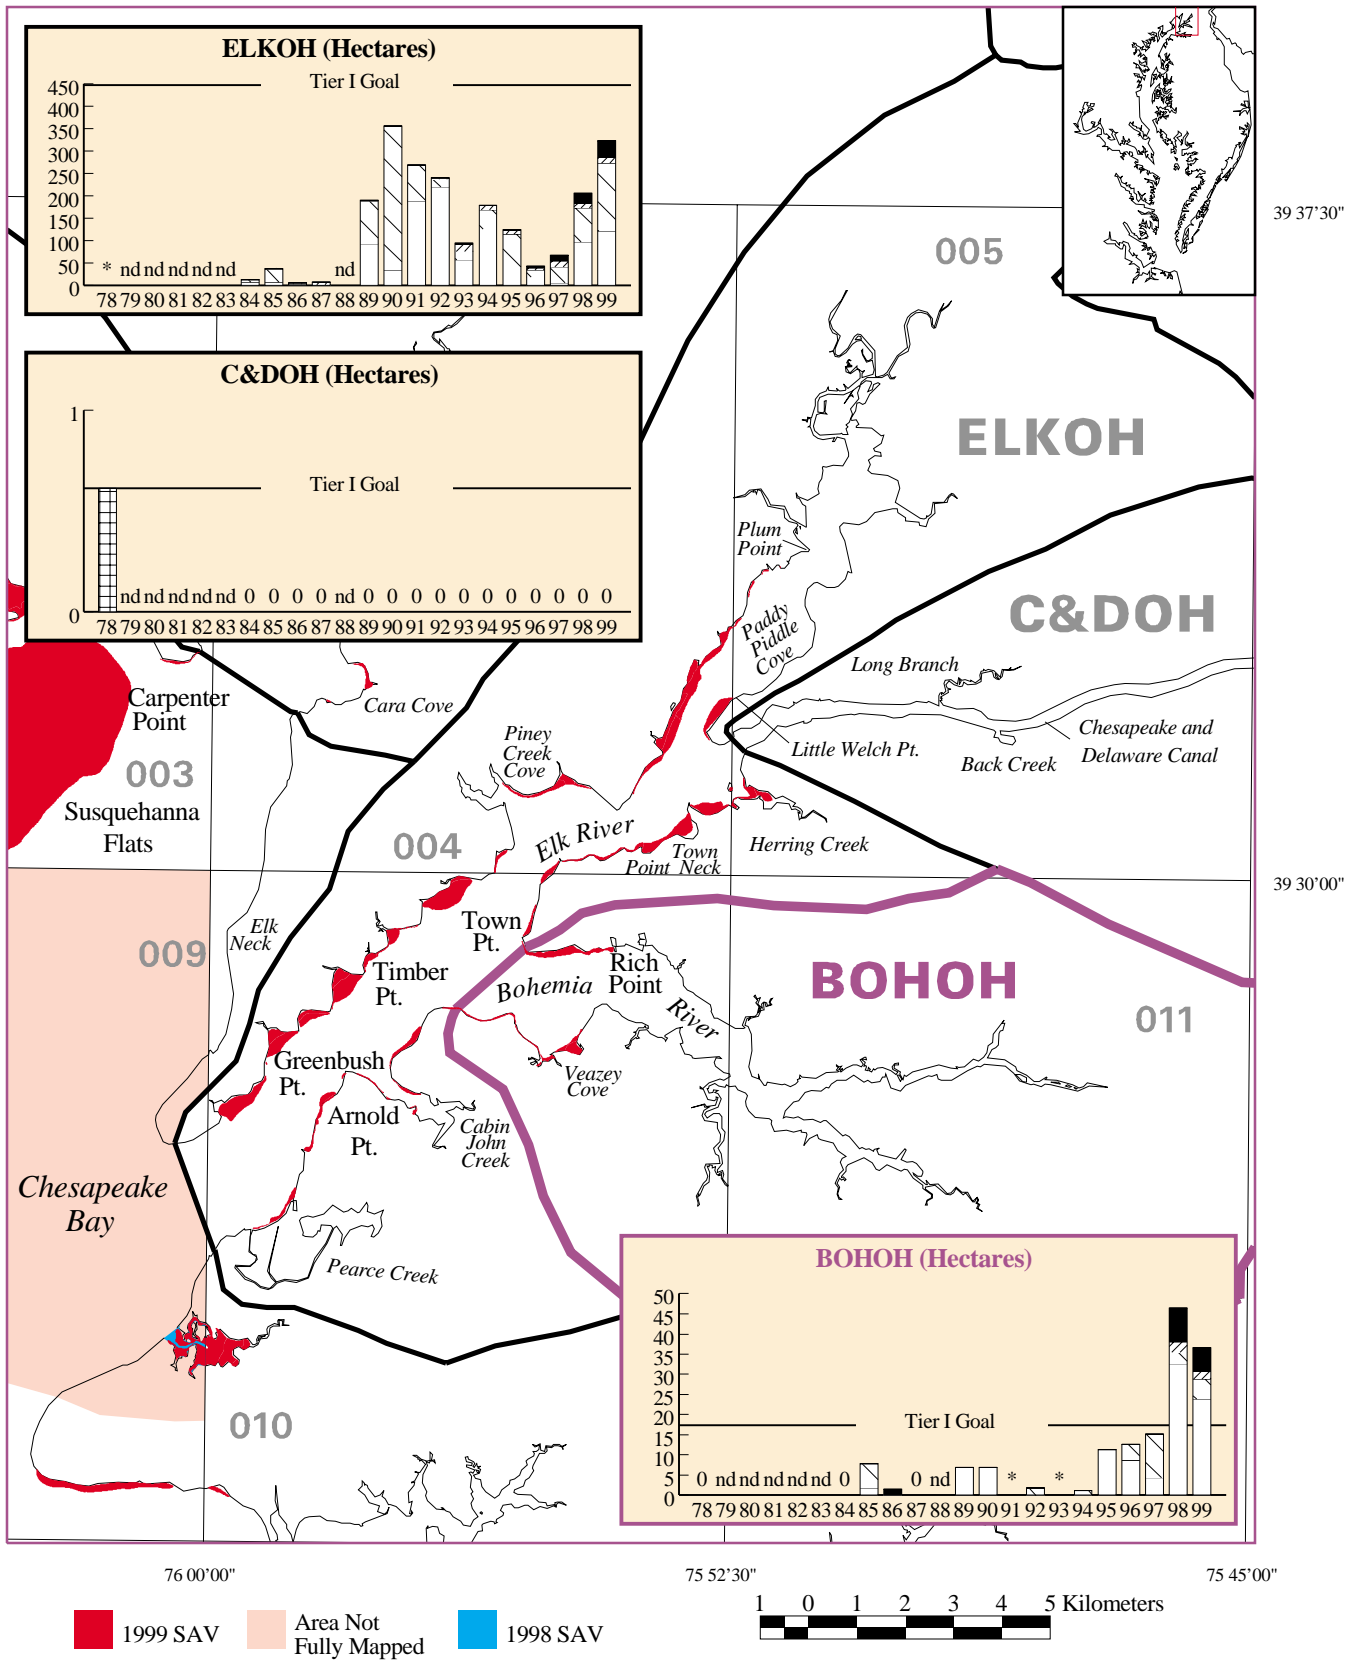 ELKOH (Hectares)
Tier I Goal
450
400
350
300
250
200
150
100
50
0
* nd nd nd nd nd nd
78 79 80 81 82 83 84 85 86 87 88 89 90 91 92 93 94 95 96 97 98 99
C&DOH (Hectares)
1
Tier I Goal
nd nd nd nd nd 0 0 0 0 nd 0 0 0 0 0 0 0 0 0 0 0
0
78 79 80 81 82 83 84 85 86 87 88 89 90 91 92 93 94 95 96 97 98 99
39 37'30"
005
ELKOH
Plum
Point
C&DOH
Paddy
Piddle
Cove
Long Branch
Carpenter
Point
Cara Cove
Piney
Creek
Cove
Little Welch Pt.
Chesapeake and
Delaware Canal
Back Creek
003
Susquehanna
Flats
004
Elk River
Town
Point Neck
Herring Creek
39 30'00"
Elk
Neck
009
Town
Pt.
Timber
Pt.
Rich
Point
Bohemia
River
BOHOH
011
Greenbush
Pt.
Veazey
Cove
Arnold
Pt.
Cabin
John
Creek
Chesapeake
Bay
Pearce Creek
010
BOHOH (Hectares)
50
45
40
35
30
25
20
Tier I Goal
15
10
5
0 nd nd nd nd nd 0 0 nd * *
0
78 79 80 81 82 83 84 85 86 87 88 89 90 91 92 93 94 95 96 97 98 99
76 00'00"
75 52'30"
75 45'00"
1999 SAV
Area Not
Fully Mapped
1998 SAV
1 0 1 2 3 4 5 Kilometers